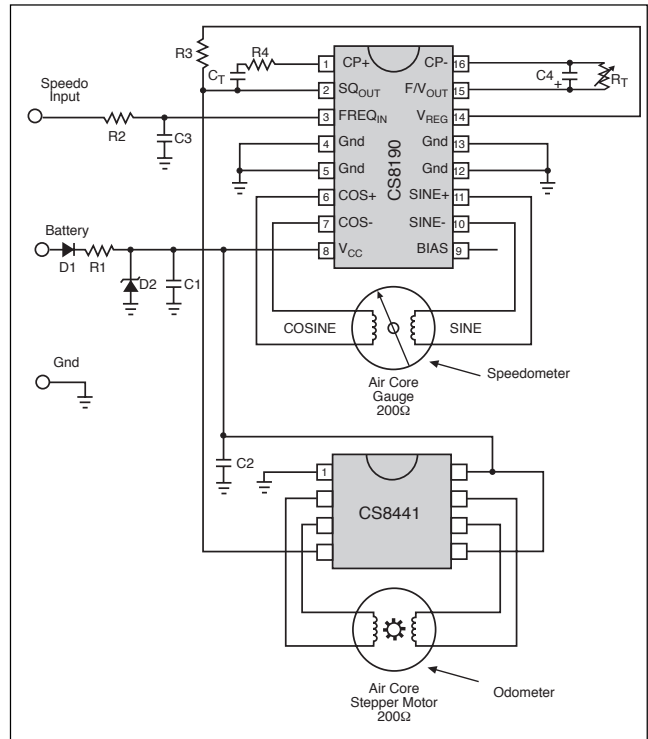 R3
R4
CT
Speedo
Input
R2
C3
1 CP+ CP- 16
2 SQOUT F/VOUT 15
3 FREQIN VREG 14
4 Gnd Gnd 13
5 Gnd Gnd 12
6 COS+ SINE+ 11
7 COS- SINE- 10
8 VCC BIAS 9
CS8190
C4 +
RT
Battery
D1
R1
D2
C1
COSINE
SINE
Speedometer
Air Core
Gauge
200Ω
Gnd
C2
1
CS8441
Air Core
Stepper Motor
200Ω
Odometer